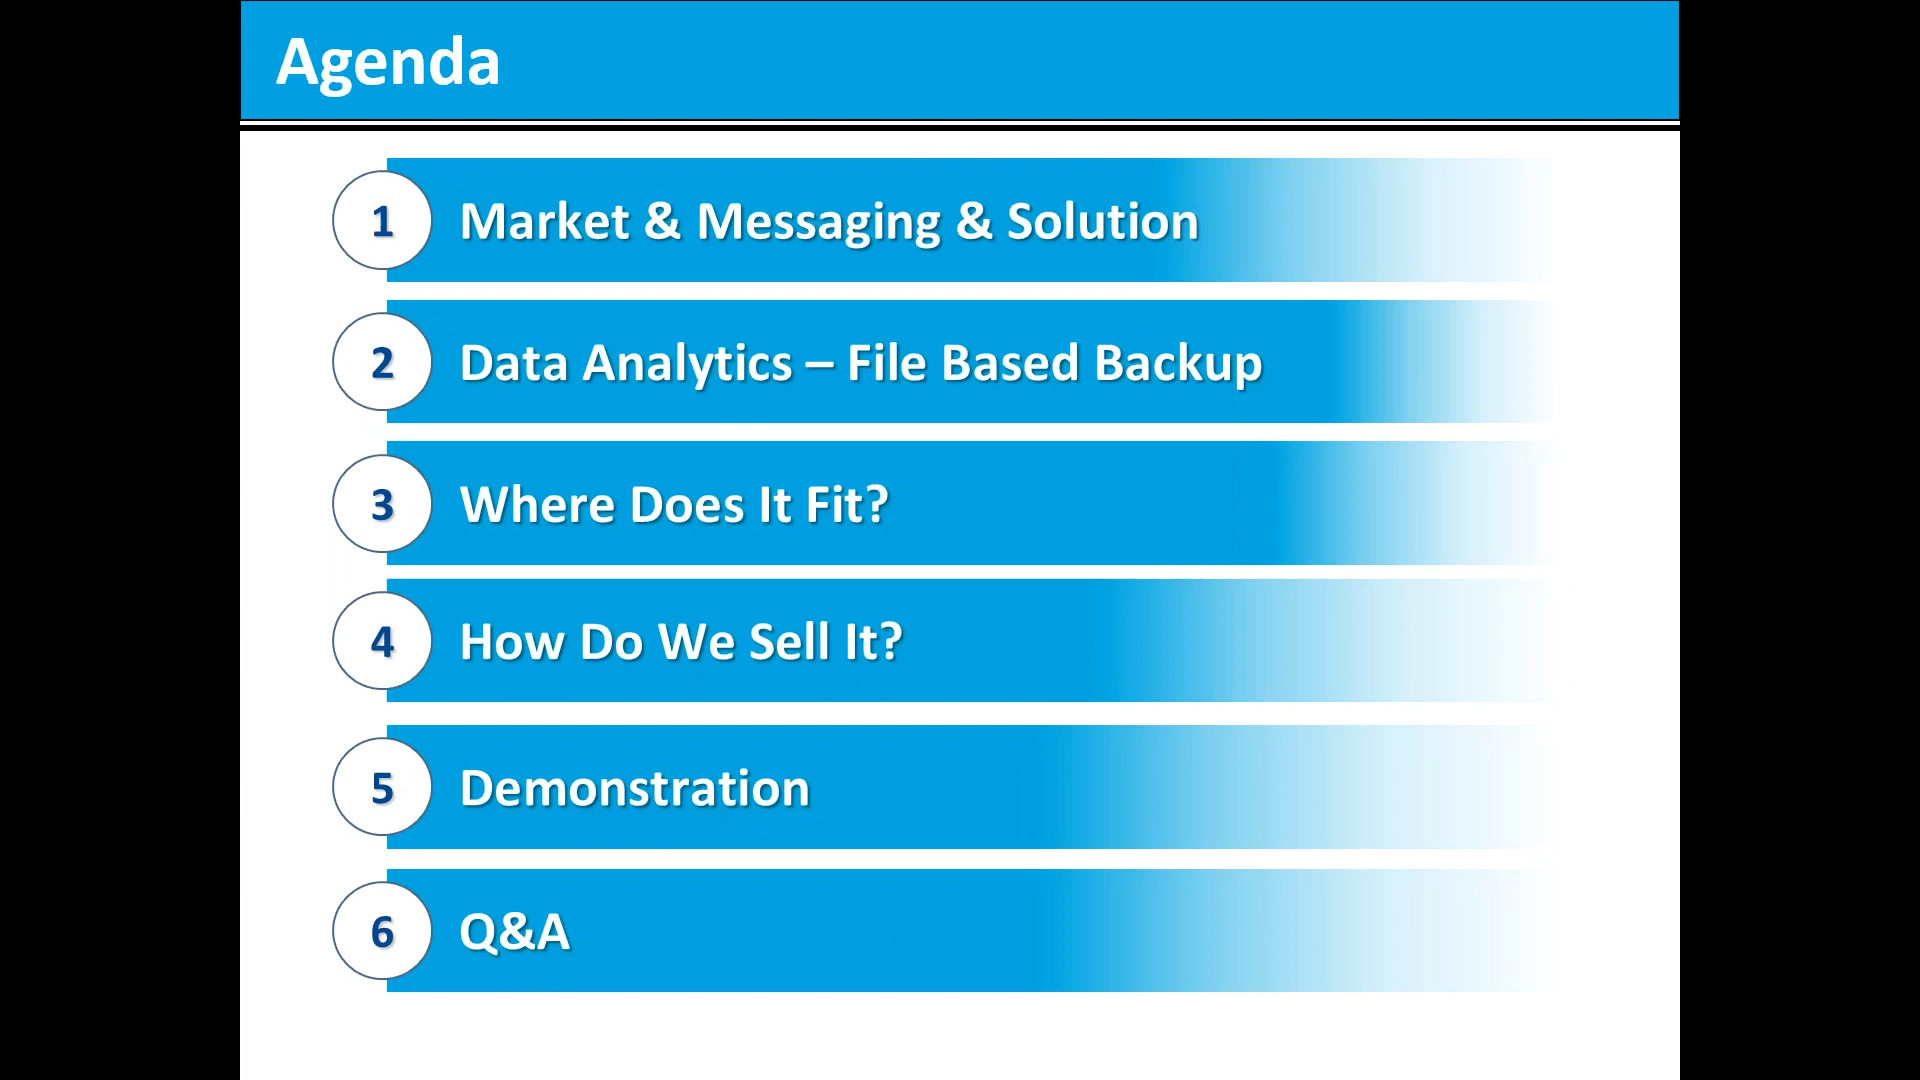 Agenda
1 Market & Messaging & Solution
2 Data Analytics – File Based Backup
3 Where Does It Fit?
4 How Do We Sell It?
5 Demonstration
6 Q&A